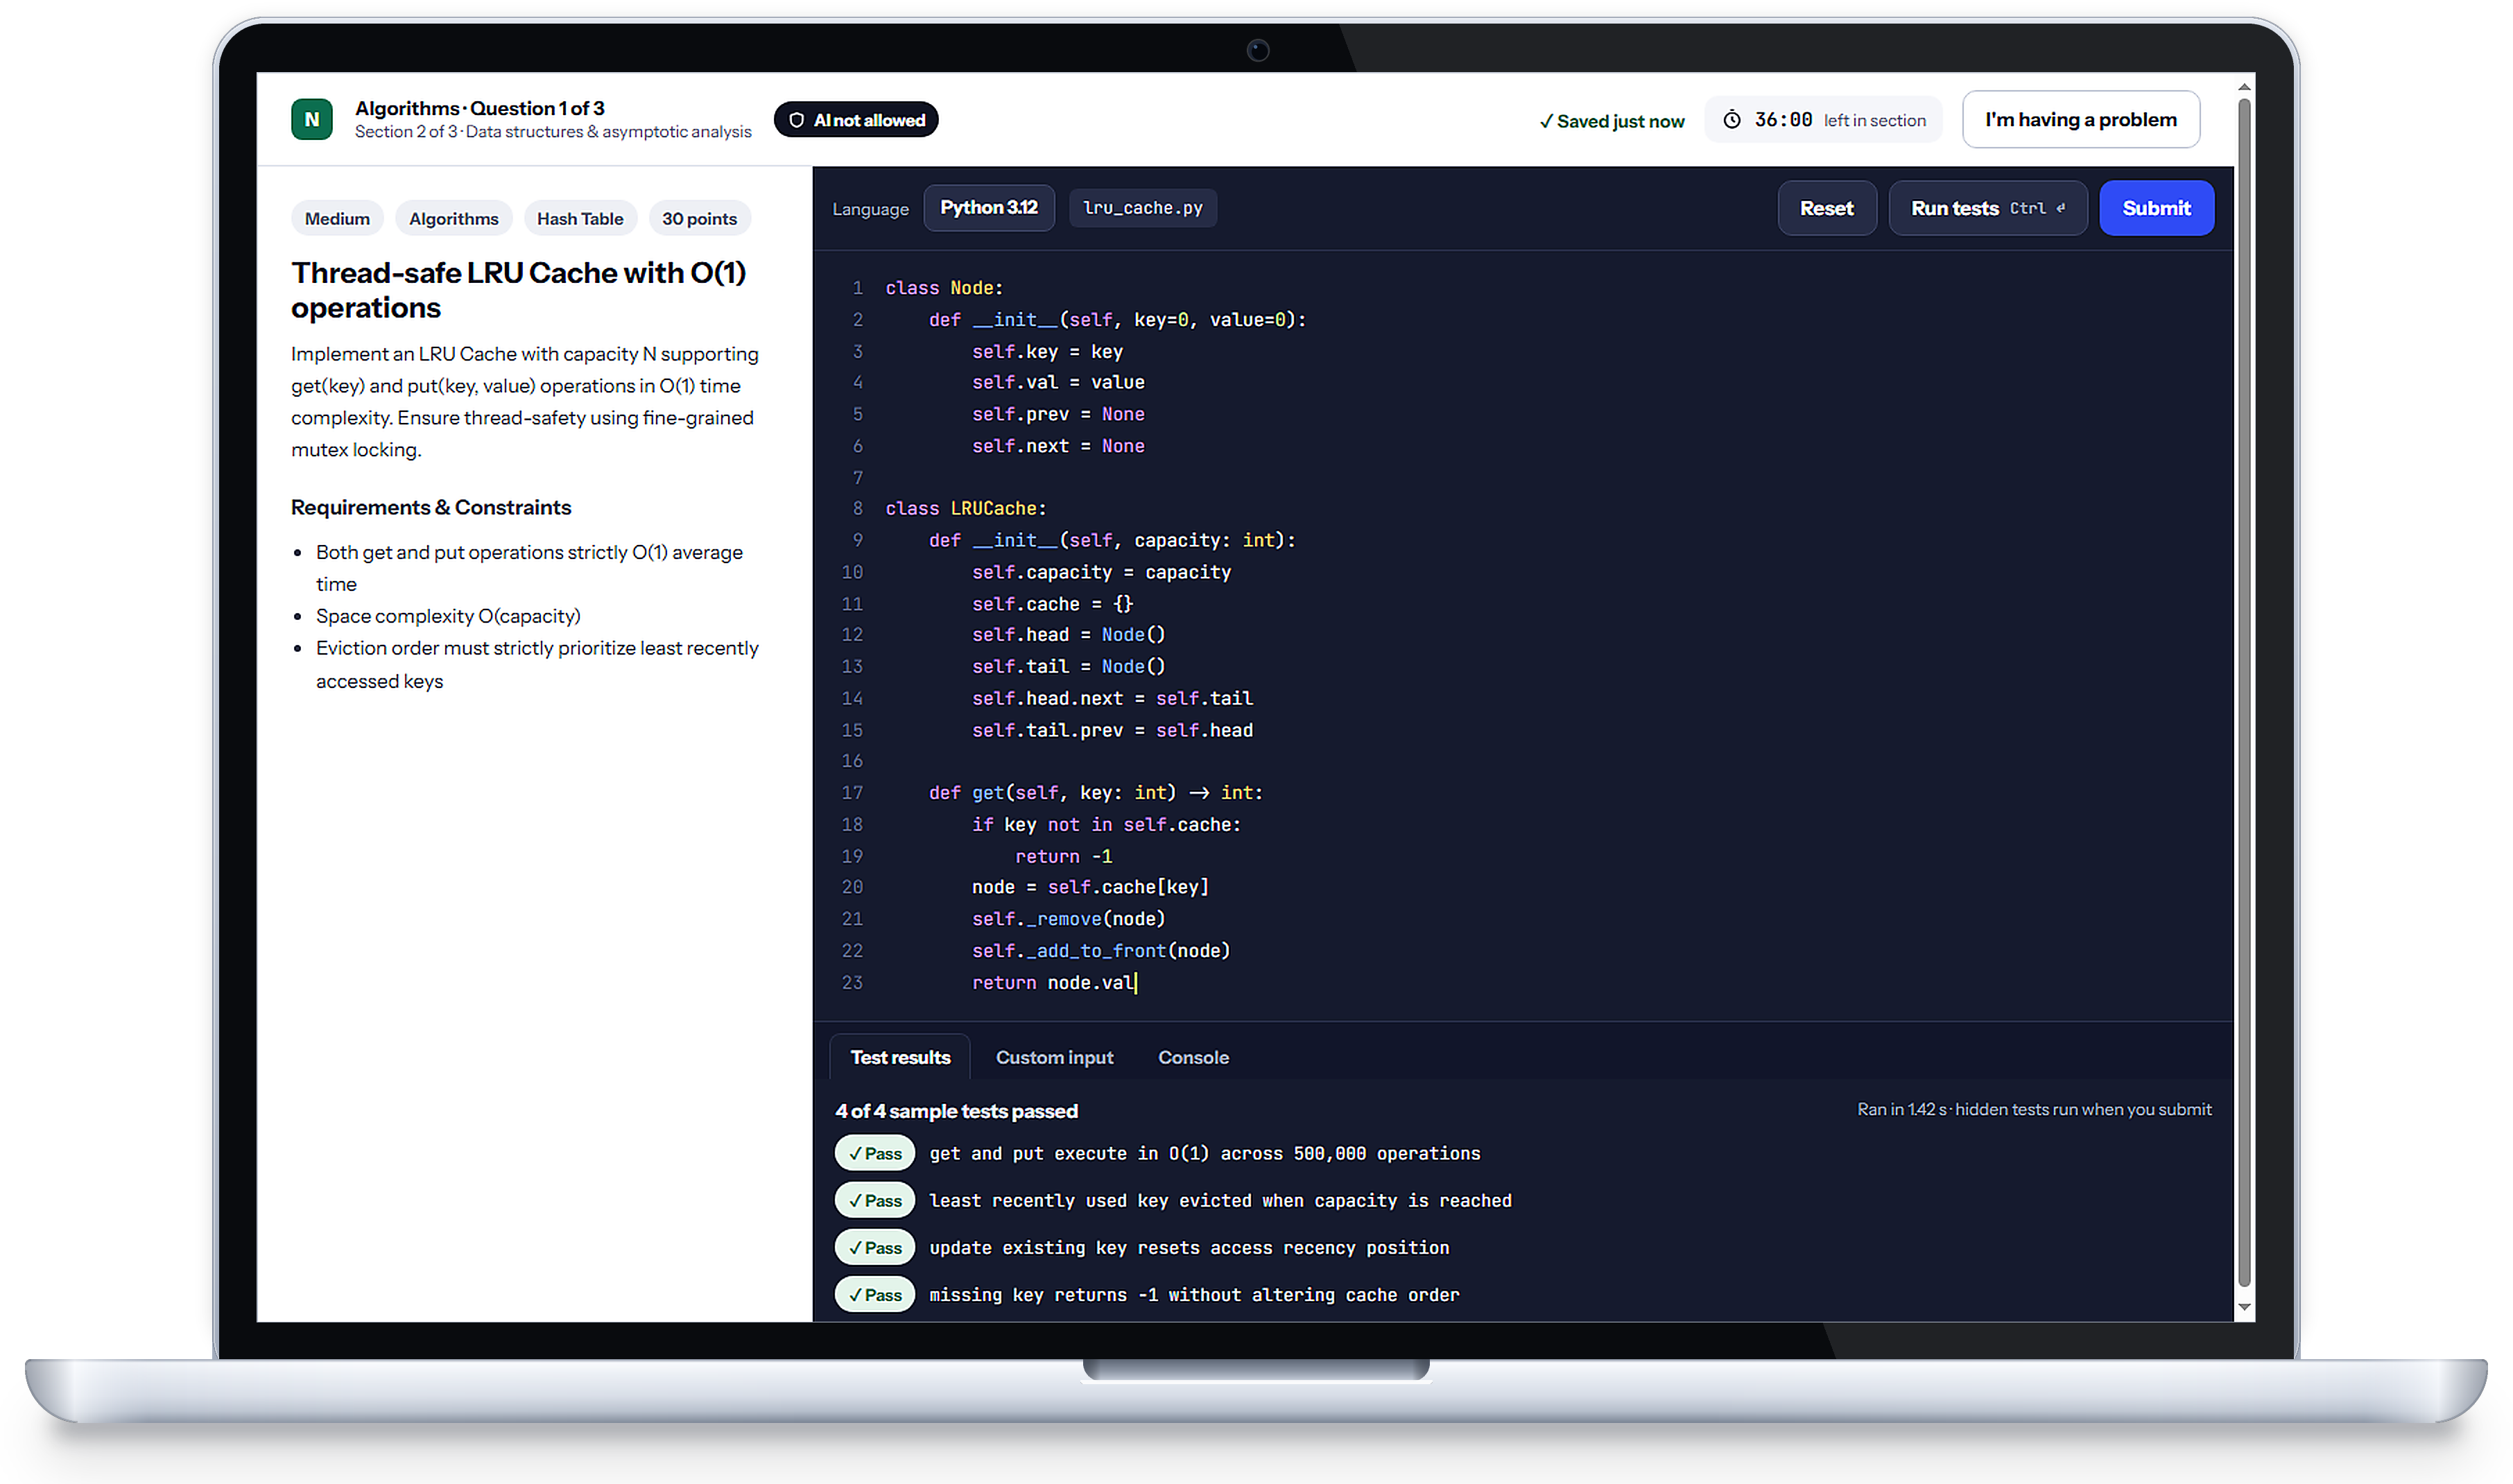 N
Algorithms · Question 1 of 3
Section 2 of 3 · Data structures & asymptotic analysis
AI not allowed
✓ Saved just now
36:00 left in section
I'm having a problem
Medium
Algorithms
Hash Table
30 points
Thread-safe LRU Cache with O(1)
operations
Implement an LRU Cache with capacity N supporting
get(key) and put(key, value) operations in O(1) time
complexity. Ensure thread-safety using fine-grained
mutex locking.
Requirements & Constraints
• Both get and put operations strictly O(1) average
time
• Space complexity O(capacity)
• Eviction order must strictly prioritize least recently
accessed keys
Language
Python 3.12
lru_cache.py
Reset
Run tests Ctrl ⏎
Submit
1 class Node:
2     def __init__(self, key=0, value=0):
3         self.key = key
4         self.val = value
5         self.prev = None
6         self.next = None
7
8 class LRUCache:
9     def __init__(self, capacity: int):
10         self.capacity = capacity
11         self.cache = {}
12         self.head = Node()
13         self.tail = Node()
14         self.head.next = self.tail
15         self.tail.prev = self.head
16
17     def get(self, key: int) -> int:
18         if key not in self.cache:
19             return -1
20         node = self.cache[key]
21         self._remove(node)
22         self._add_to_front(node)
23         return node.val
Test results
Custom input
Console
4 of 4 sample tests passed
Ran in 1.42 s · hidden tests run when you submit
✓ Pass get and put execute in O(1) across 500,000 operations
✓ Pass least recently used key evicted when capacity is reached
✓ Pass update existing key resets access recency position
✓ Pass missing key returns -1 without altering cache order